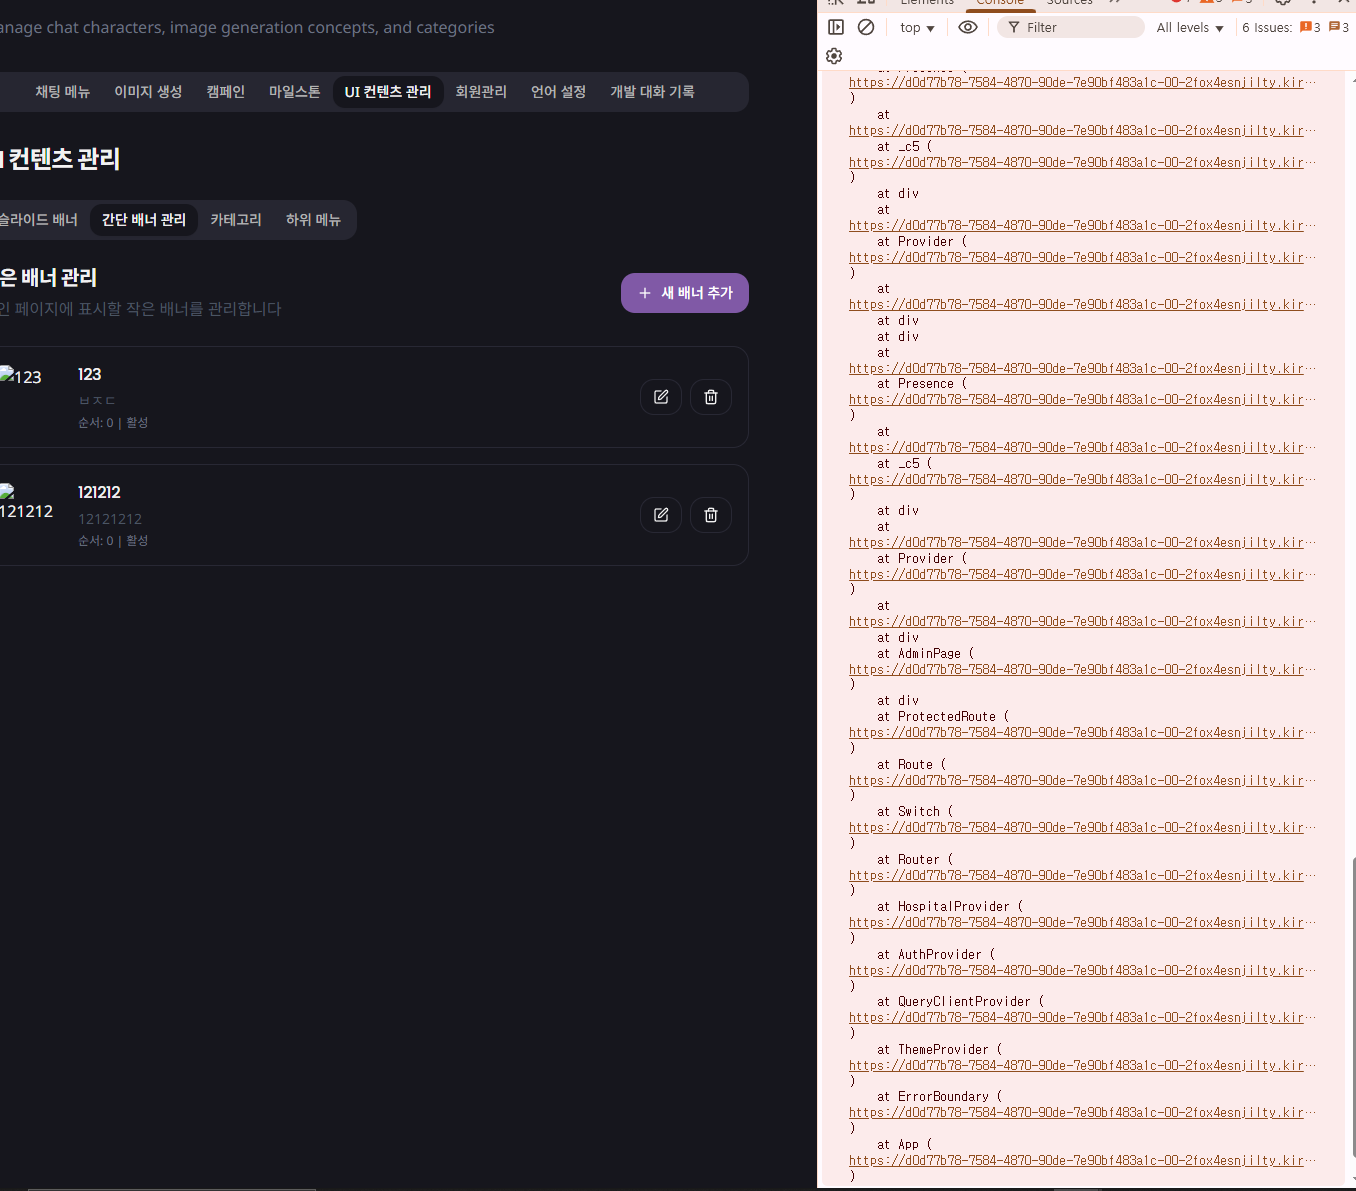 anage chat characters, image generation concepts, and categories
채팅 메뉴 이미지 생성 캠페인 마일스톤 UI 컨텐츠 관리 회원관리 언어 설정 개발 대화 기록
컨텐츠 관리
슬라이드 배너 간단 배너 관리 카테고리 하위 메뉴
은 배너 관리
인 페이지에 표시할 작은 배너를 관리합니다
+ 새 배너 추가
123
123
ㅂㅈㄷ
순서: 0 | 활성
121212
121212
12121212
순서: 0 | 활성
Elements Console Sources
top Filter All levels 6 Issues: 3 3
at Presence (
https://d0d77b78-7584-4870-90de-7e90bf483a1c-00-2fox4esnjilty.kir…
)
at
https://d0d77b78-7584-4870-90de-7e90bf483a1c-00-2fox4esnjilty.kir…
at _c5 (
https://d0d77b78-7584-4870-90de-7e90bf483a1c-00-2fox4esnjilty.kir…
)
at div
at
https://d0d77b78-7584-4870-90de-7e90bf483a1c-00-2fox4esnjilty.kir…
at Provider (
https://d0d77b78-7584-4870-90de-7e90bf483a1c-00-2fox4esnjilty.kir…
)
at
https://d0d77b78-7584-4870-90de-7e90bf483a1c-00-2fox4esnjilty.kir…
at div
at div
at
https://d0d77b78-7584-4870-90de-7e90bf483a1c-00-2fox4esnjilty.kir…
at Presence (
https://d0d77b78-7584-4870-90de-7e90bf483a1c-00-2fox4esnjilty.kir…
)
at
https://d0d77b78-7584-4870-90de-7e90bf483a1c-00-2fox4esnjilty.kir…
at _c5 (
https://d0d77b78-7584-4870-90de-7e90bf483a1c-00-2fox4esnjilty.kir…
)
at div
at
https://d0d77b78-7584-4870-90de-7e90bf483a1c-00-2fox4esnjilty.kir…
at Provider (
https://d0d77b78-7584-4870-90de-7e90bf483a1c-00-2fox4esnjilty.kir…
)
at
https://d0d77b78-7584-4870-90de-7e90bf483a1c-00-2fox4esnjilty.kir…
at div
at AdminPage (
https://d0d77b78-7584-4870-90de-7e90bf483a1c-00-2fox4esnjilty.kir…
)
at div
at ProtectedRoute (
https://d0d77b78-7584-4870-90de-7e90bf483a1c-00-2fox4esnjilty.kir…
)
at Route (
https://d0d77b78-7584-4870-90de-7e90bf483a1c-00-2fox4esnjilty.kir…
)
at Switch (
https://d0d77b78-7584-4870-90de-7e90bf483a1c-00-2fox4esnjilty.kir…
)
at Router (
https://d0d77b78-7584-4870-90de-7e90bf483a1c-00-2fox4esnjilty.kir…
)
at HospitalProvider (
https://d0d77b78-7584-4870-90de-7e90bf483a1c-00-2fox4esnjilty.kir…
)
at AuthProvider (
https://d0d77b78-7584-4870-90de-7e90bf483a1c-00-2fox4esnjilty.kir…
)
at QueryClientProvider (
https://d0d77b78-7584-4870-90de-7e90bf483a1c-00-2fox4esnjilty.kir…
)
at ThemeProvider (
https://d0d77b78-7584-4870-90de-7e90bf483a1c-00-2fox4esnjilty.kir…
)
at ErrorBoundary (
https://d0d77b78-7584-4870-90de-7e90bf483a1c-00-2fox4esnjilty.kir…
)
at App (
https://d0d77b78-7584-4870-90de-7e90bf483a1c-00-2fox4esnjilty.kir…
)